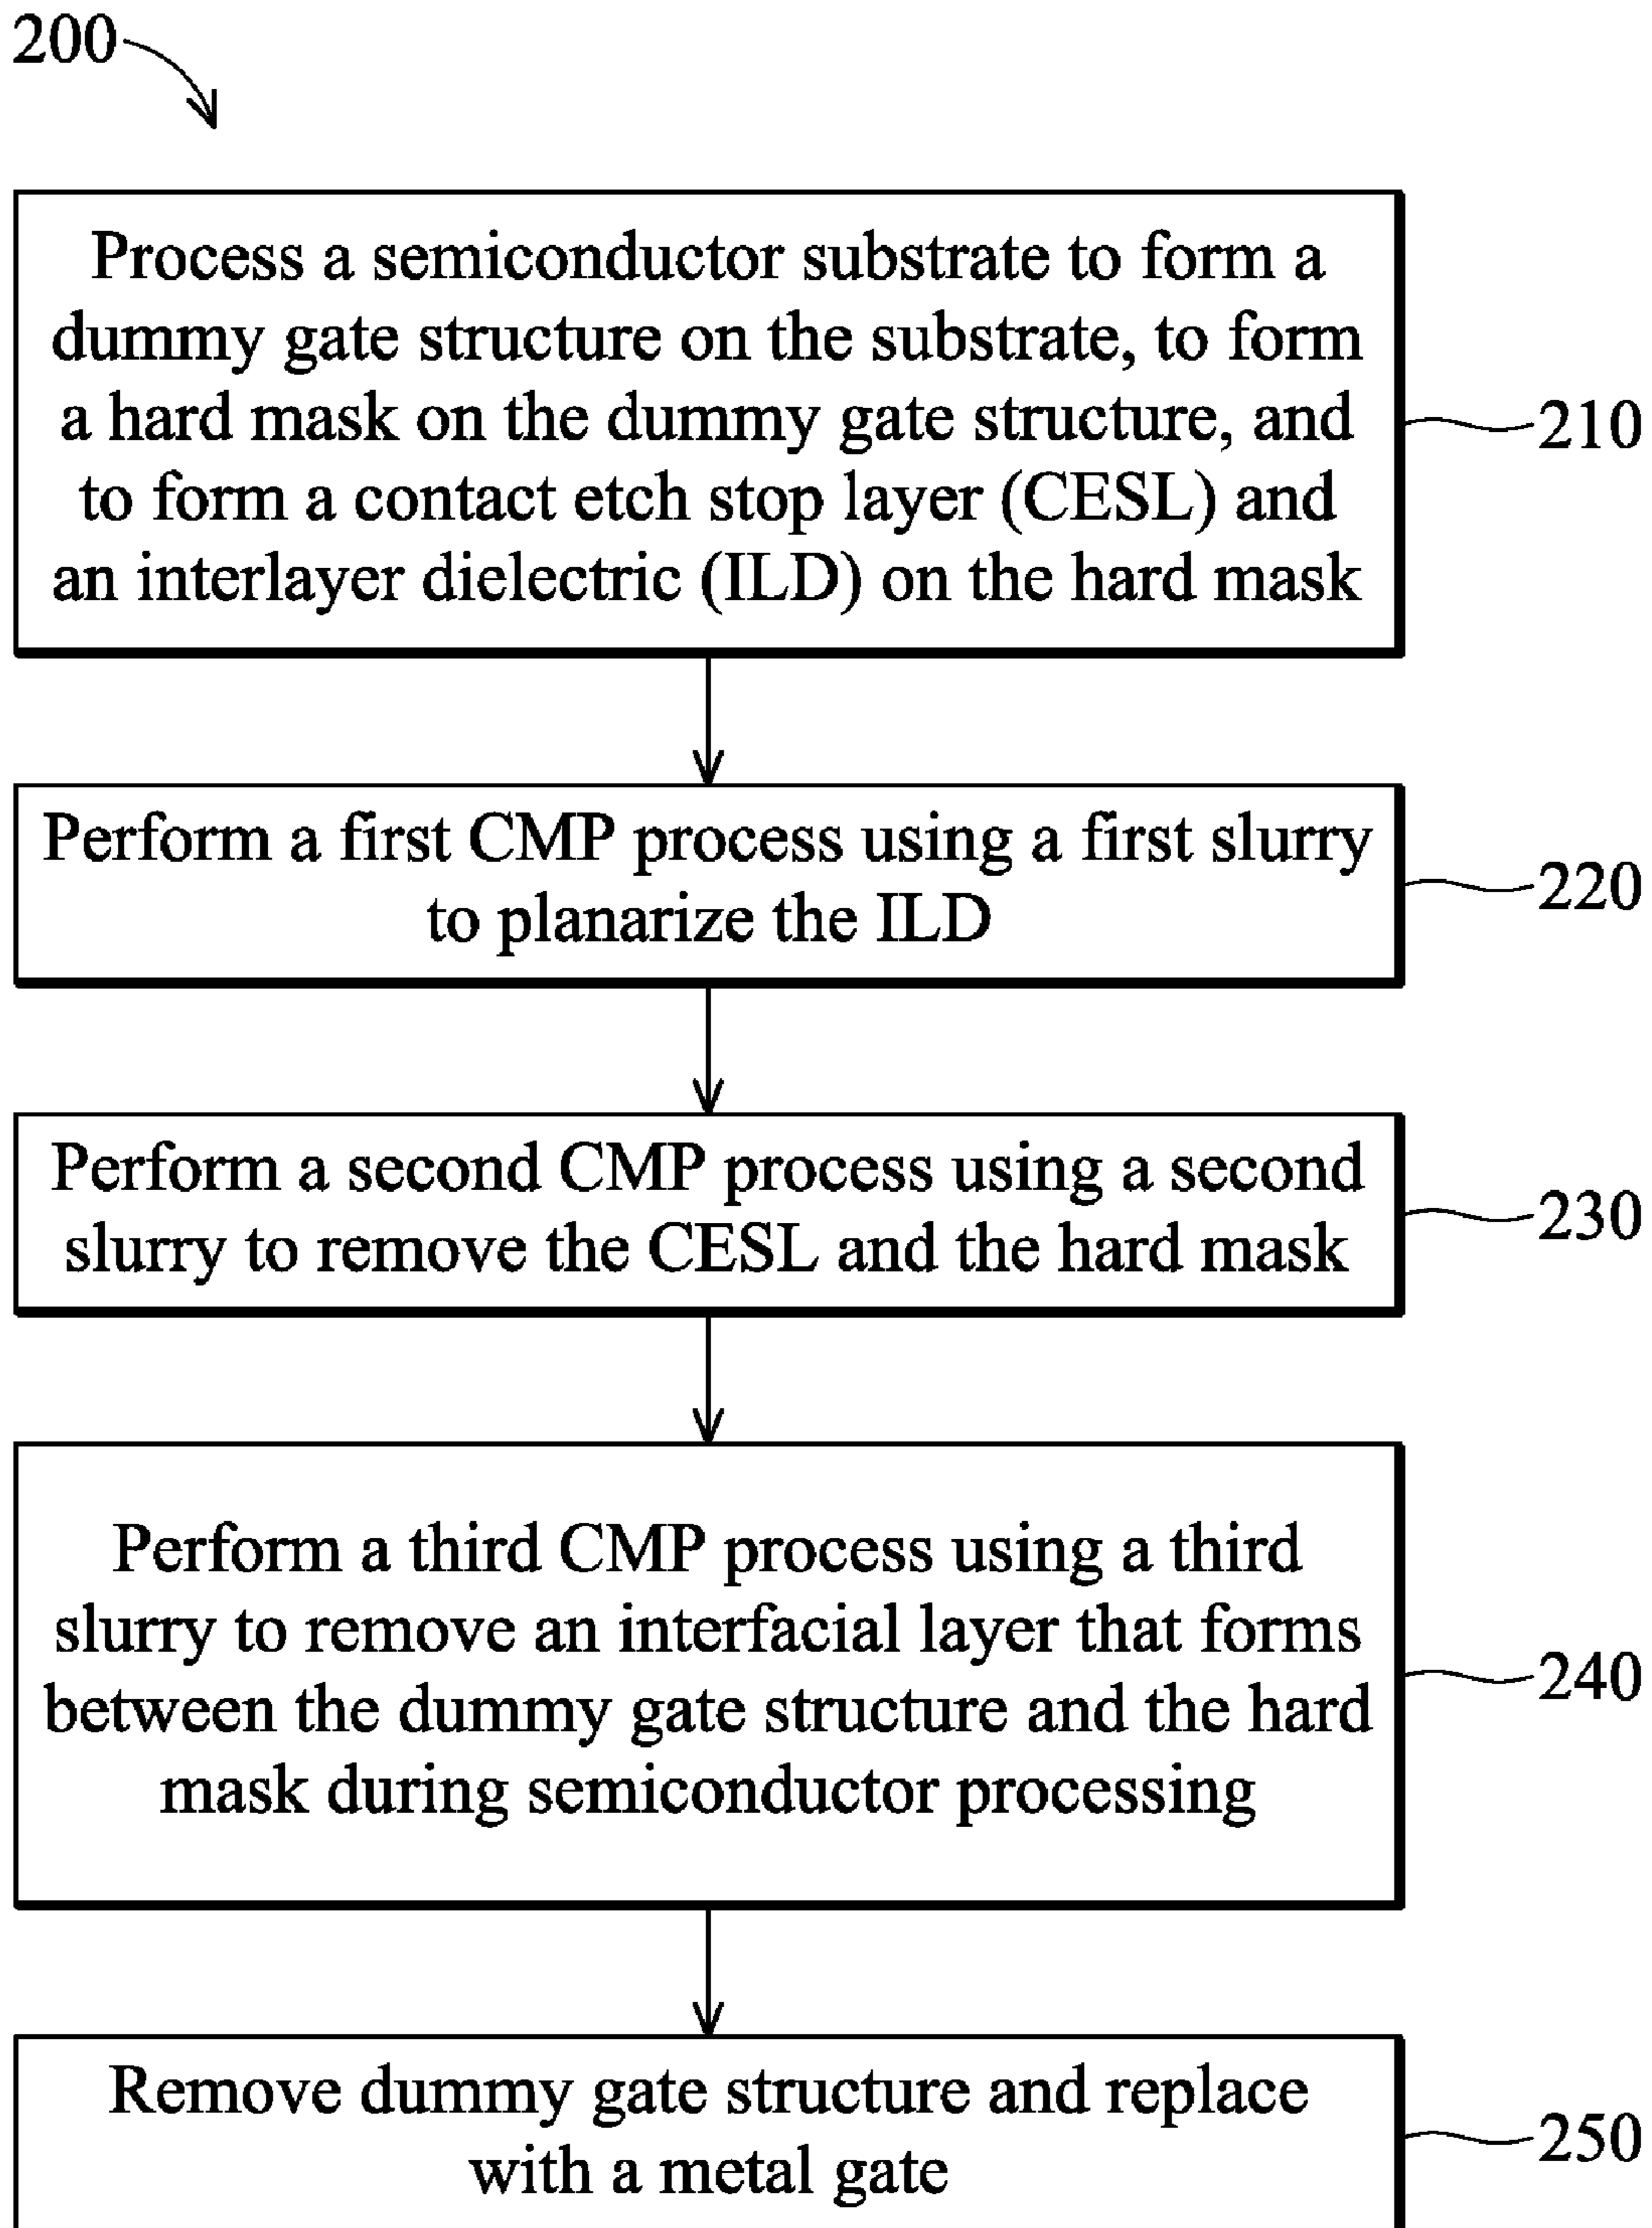 200
Process a semiconductor substrate to form a
dummy gate structure on the substrate, to form
a hard mask on the dummy gate structure, and
to form a contact etch stop layer (CESL) and
an interlayer dielectric (ILD) on the hard mask
210
Perform a first CMP process using a first slurry
to planarize the ILD
220
Perform a second CMP process using a second
slurry to remove the CESL and the hard mask
230
Perform a third CMP process using a third
slurry to remove an interfacial layer that forms
between the dummy gate structure and the hard
mask during semiconductor processing
240
Remove dummy gate structure and replace
with a metal gate
250